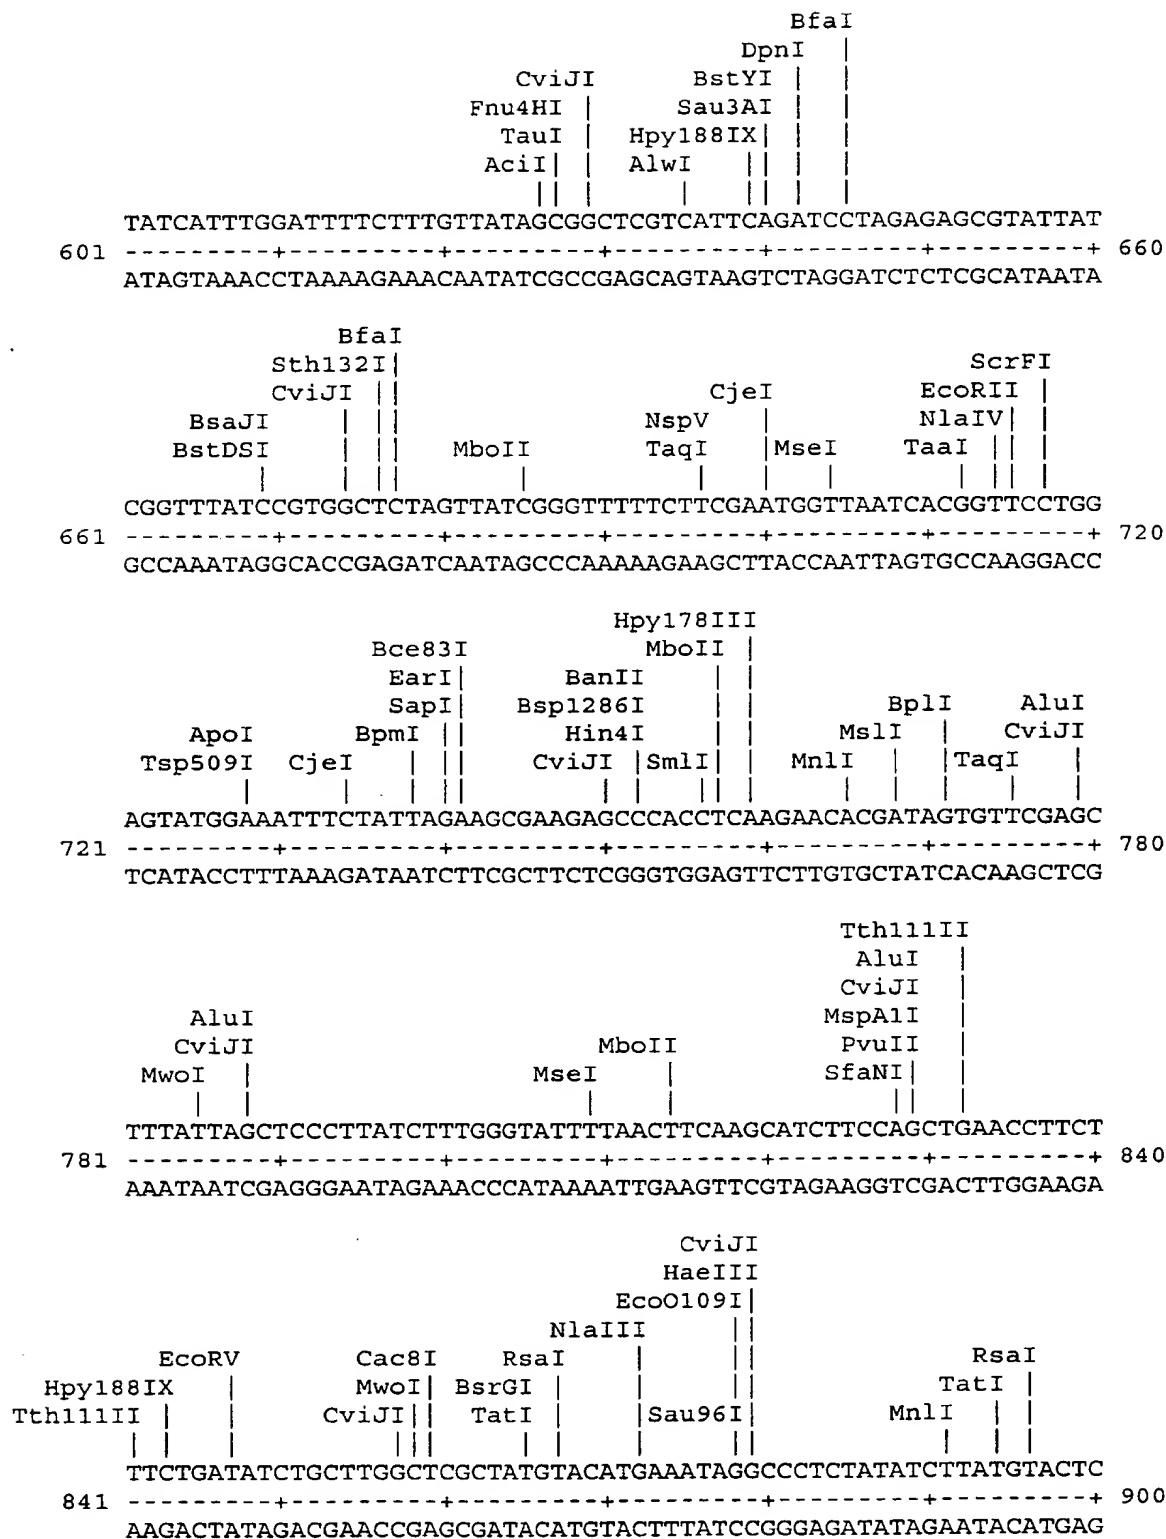 BfaI
DpnI
CviJI BstYI
Fnu4HI Sau3AI
TauI Hpy188IX
AciI AlwI
TATCATTTGGATTTTCTTTGTTATAGCGGCTCGTCATTCAGATCCTAGAGAGCGTATTAT
601 ---------+---------+---------+---------+---------+---------+ 660
ATAGTAAACCTAAAAGAAACAATATCGCCGAGCAGTAAGTCTAGGATCTCTCGCATAATA
BfaI
Sth132I ScrFI
CviJI CjeI EcoRII
BsaJI NspV NlaIV
BstDSI MboII TaqI MseI TaaI
CGGTTTATCCGTGGCTCTAGTTATCGGGTTTTTCTTCGAATGGTTAATCACGGTTCCTGG
661 ---------+---------+---------+---------+---------+---------+ 720
GCCAAATAGGCACCGAGATCAATAGCCCAAAAAGAAGCTTACCAATTAGTGCCAAGGACC
Hpy178III
Bce83I MboII
EarI BanII
SapI Bsp1286I BplI AluI
ApoI BpmI Hin4I MslI CviJI
Tsp509I CjeI CviJI SmlI MnlI TaqI
AGTATGGAAATTTCTATTAGAAGCGAAGAGCCCACCTCAAGAACACGATAGTGTTCGAGC
721 ---------+---------+---------+---------+---------+---------+ 780
TCATACCTTTAAAGATAATCTTCGCTTCTCGGGTGGAGTTCTTGTGCTATCACAAGCTCG
Tth111II
AluI
CviJI
AluI MspA1I
CviJI MboII PvuII
MwoI MseI SfaNI
TTTATTAGCTCCCTTATCTTTGGGTATTTTAACTTCAAGCATCTTCCAGCTGAACCTTCT
781 ---------+---------+---------+---------+---------+---------+ 840
AAATAATCGAGGGAATAGAAACCCATAAAATTGAAGTTCGTAGAAGGTCGACTTGGAAGA
CviJI
HaeIII
EcoO109I
NlaIII
EcoRV Cac8I RsaI RsaI
Hpy188IX MwoI BsrGI TatI
Tth111II CviJI TatI Sau96I MnlI
TTCTGATATCTGCTTGGCTCGCTATGTACATGAAATAGGCCCTCTATATCTTATGTACTC
841 ---------+---------+---------+---------+---------+---------+ 900
AAGACTATAGACGAACCGAGCGATACATGTACTTTATCCGGGAGATATAGAATACATGAG